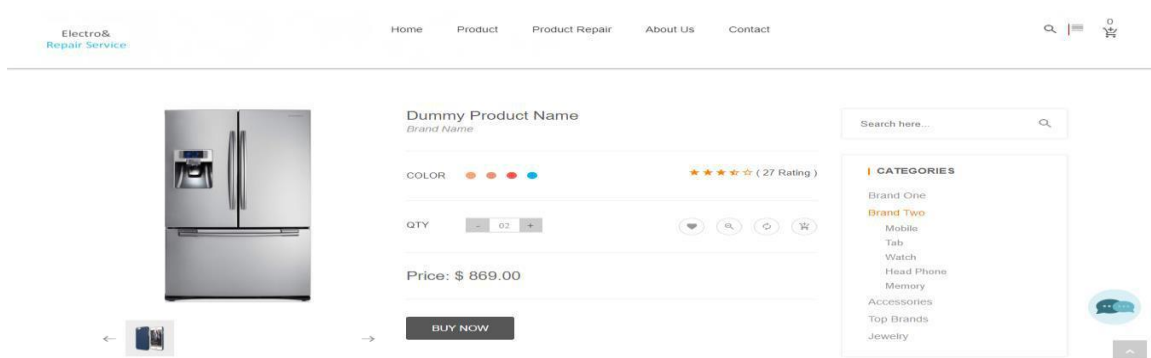 Electro&
Repair Service
Home Product Product Repair About Us Contact
0
Dummy Product Name
Brand Name
COLOR
( 27 Rating )
QTY - 02 +
Price: $ 869.00
BUY NOW
Search here...
CATEGORIES
Brand One
Brand Two
Mobile
Tab
Watch
Head Phone
Memory
Accessories
Top Brands
Jewelry